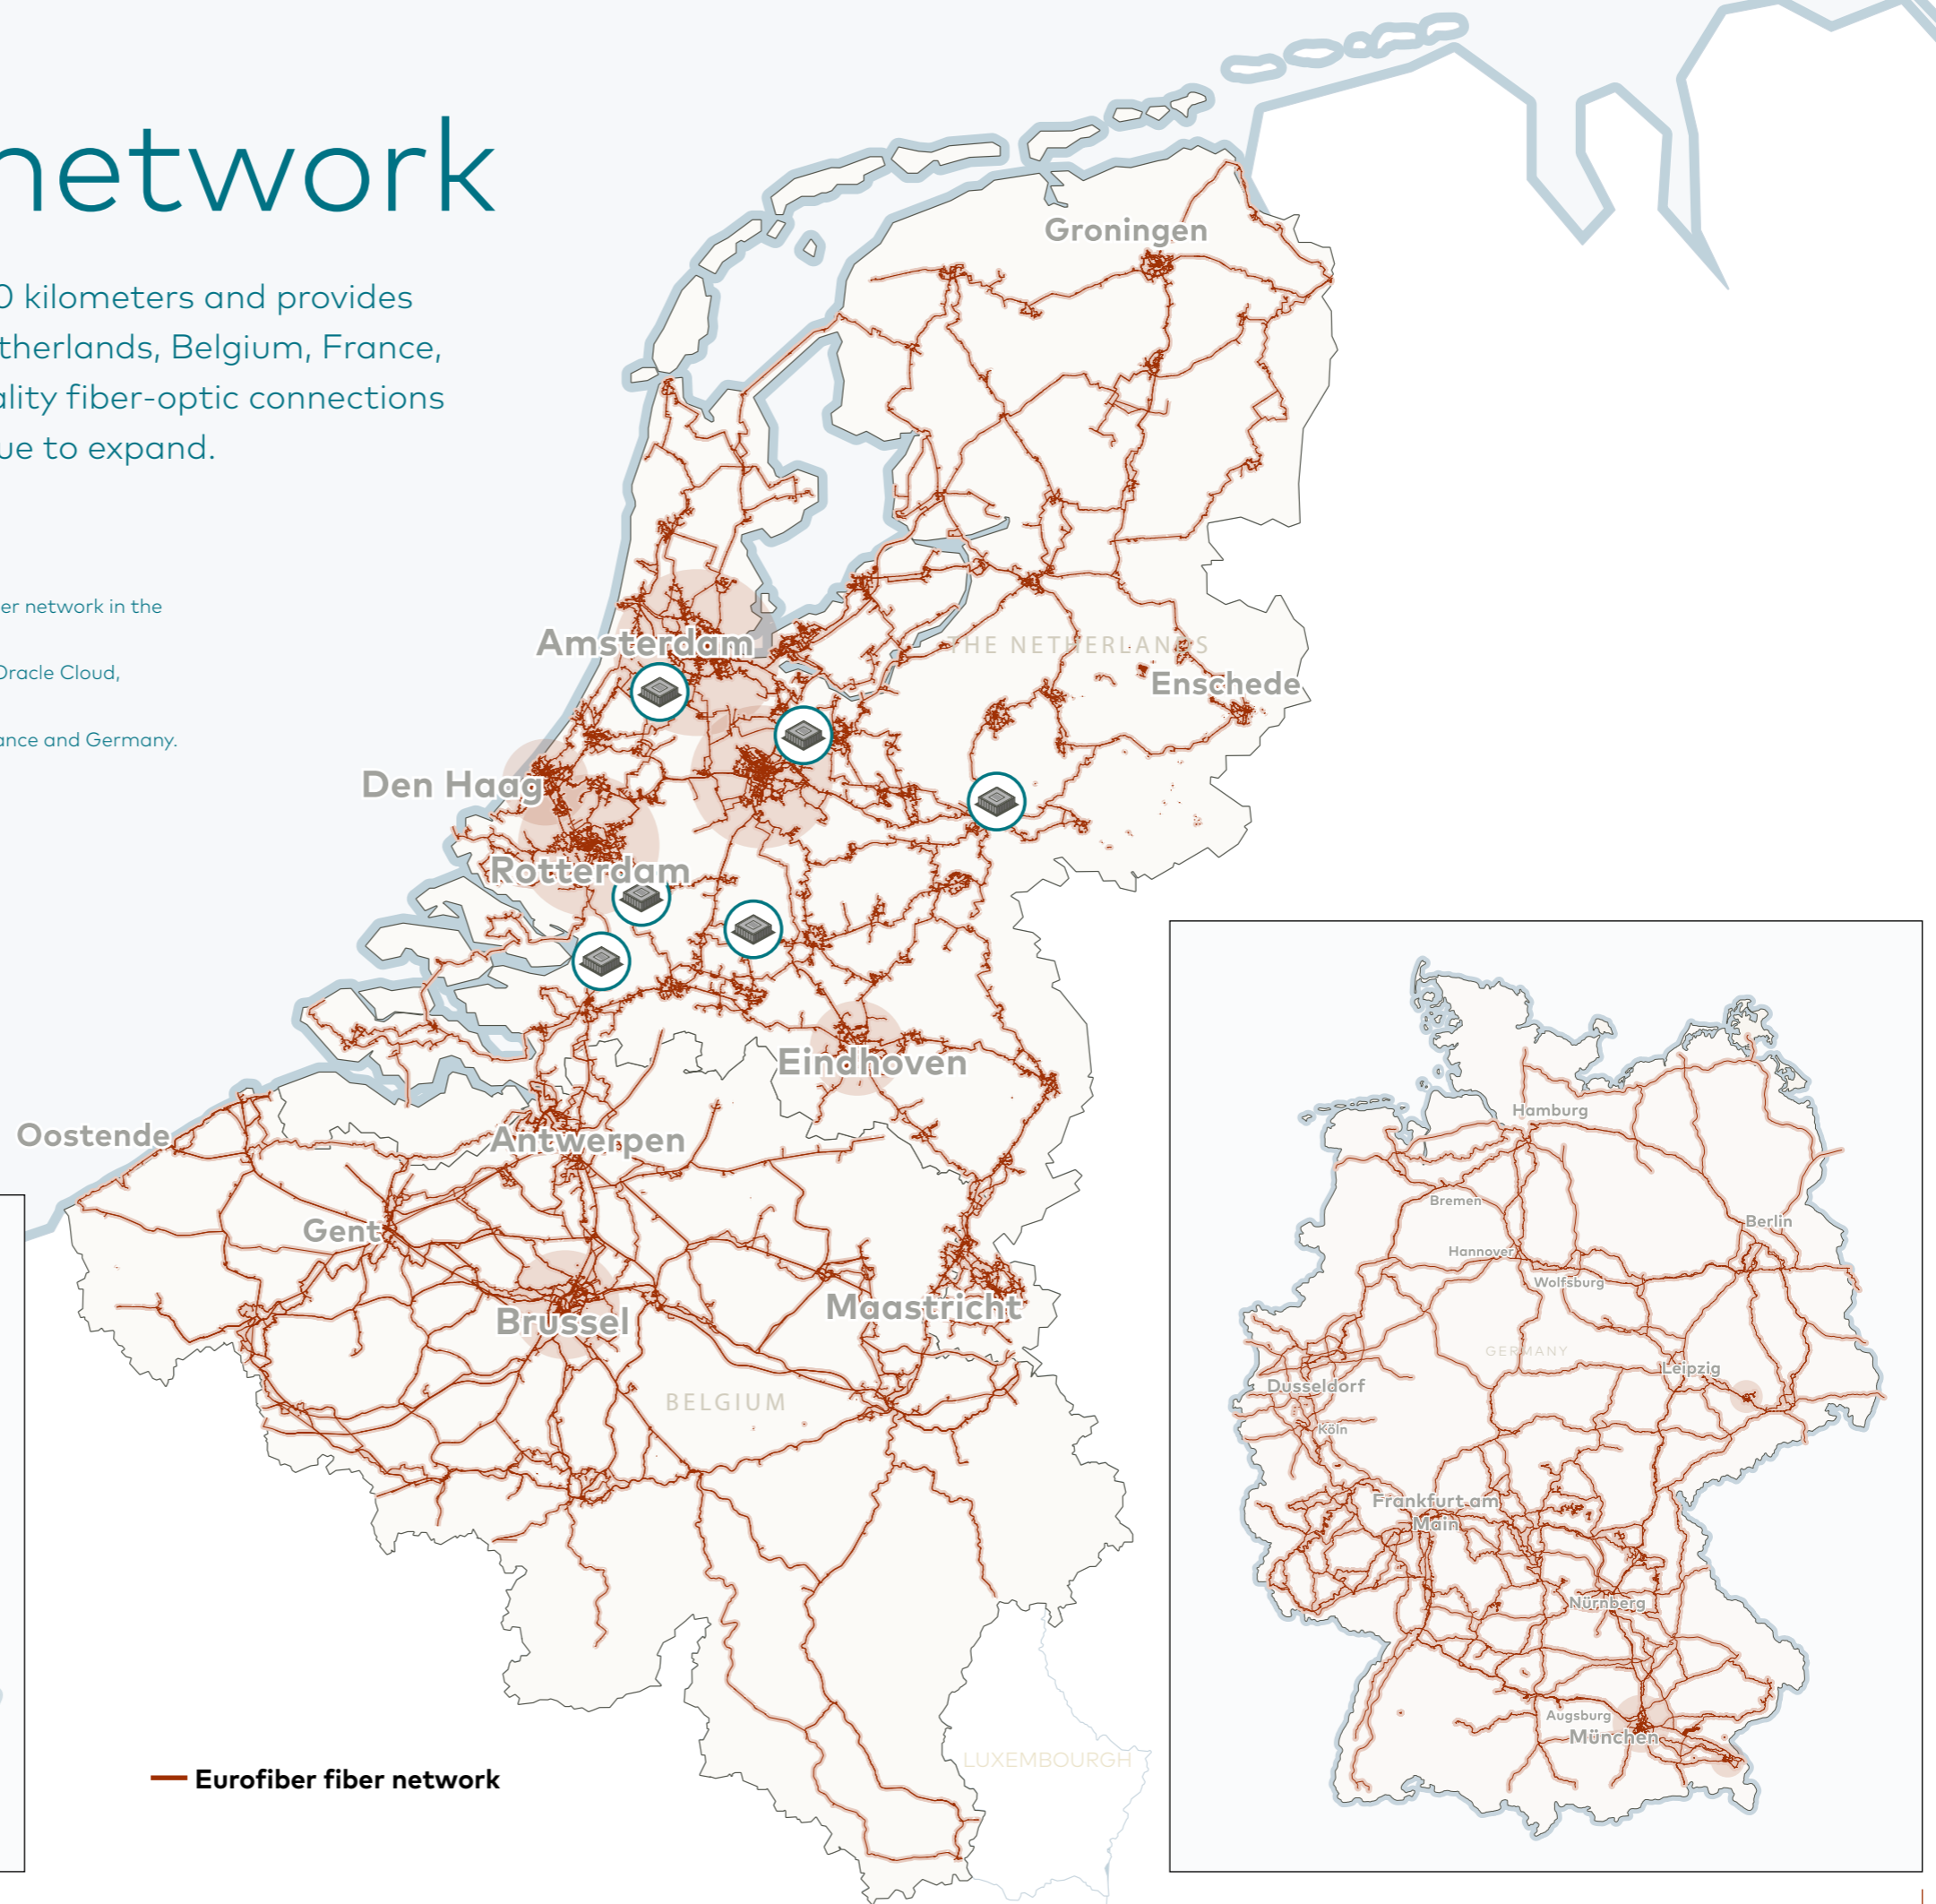 network
0 kilometers and provides
therlands, Belgium, France,
ality fiber-optic connections
ue to expand.
er network in the
Oracle Cloud,
ance and Germany.
Groningen
Amsterdam
THE NETHERLANDS
Enschede
Den Haag
Rotterdam
Eindhoven
Oostende
Antwerpen
Gent
Brussel
Maastricht
BELGIUM
LUXEMBOURGH
Eurofiber fiber network
Hamburg
Bremen
Berlin
Hannover
Wolfsburg
GERMANY
Leipzig
Dusseldorf
Köln
Frankfurt am
Main
Nürnberg
Augsburg
München